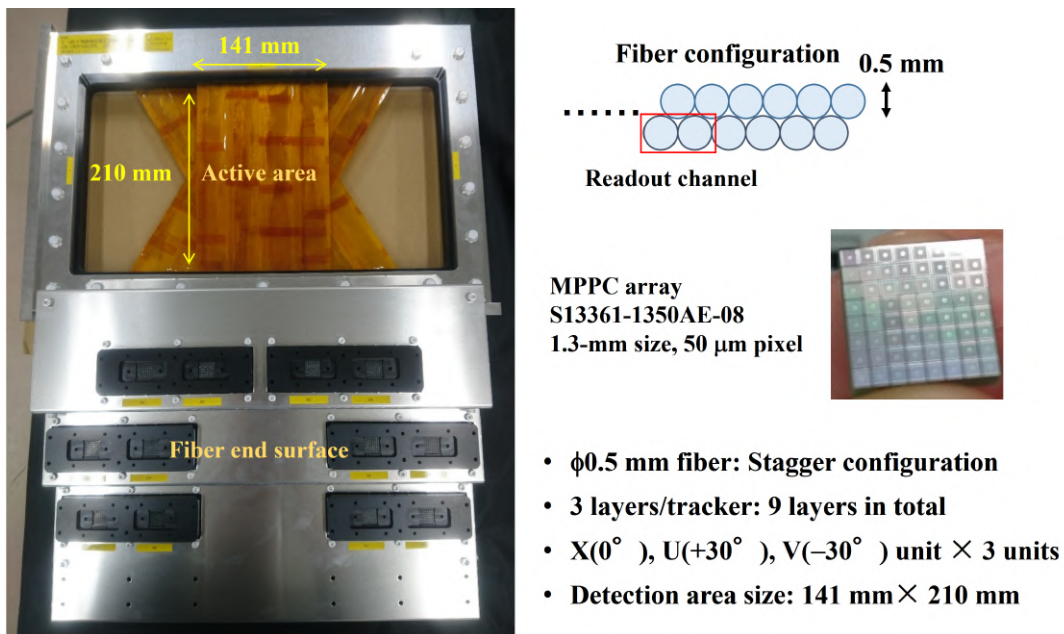 141 mm
210 mm
Active area
Fiber end surface
Fiber configuration
0.5 mm
Readout channel
MPPC array
S13361-1350AE-08
1.3-mm size, 50 μm pixel
• ϕ0.5 mm fiber: Stagger configuration
• 3 layers/tracker: 9 layers in total
• X(0° ), U(+30° ), V(–30° ) unit × 3 units
• Detection area size: 141 mm× 210 mm